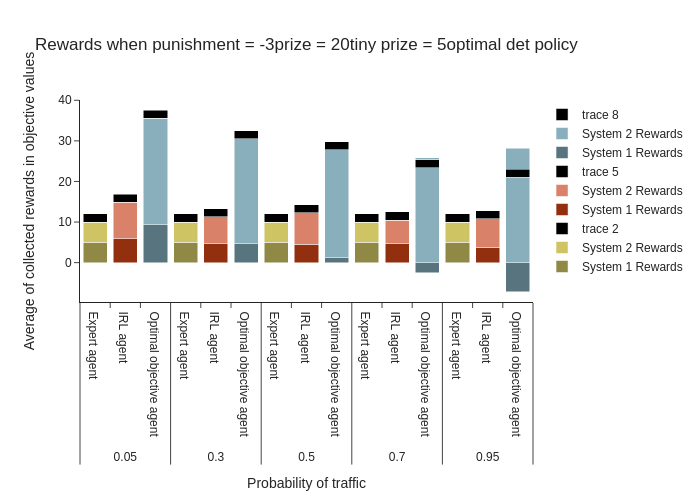 Rewards when punishment = -3prize = 20tiny prize = 5optimal det policy
Average of collected rewards in objective values
40
30
20
10
0
trace 8
System 2 Rewards
System 1 Rewards
trace 5
System 2 Rewards
System 1 Rewards
trace 2
System 2 Rewards
System 1 Rewards
Expert agent
IRL agent
Optimal objective agent
Expert agent
IRL agent
Optimal objective agent
Expert agent
IRL agent
Optimal objective agent
Expert agent
IRL agent
Optimal objective agent
Expert agent
IRL agent
Optimal objective agent
0.05
0.3
0.5
0.7
0.95
Probability of traffic